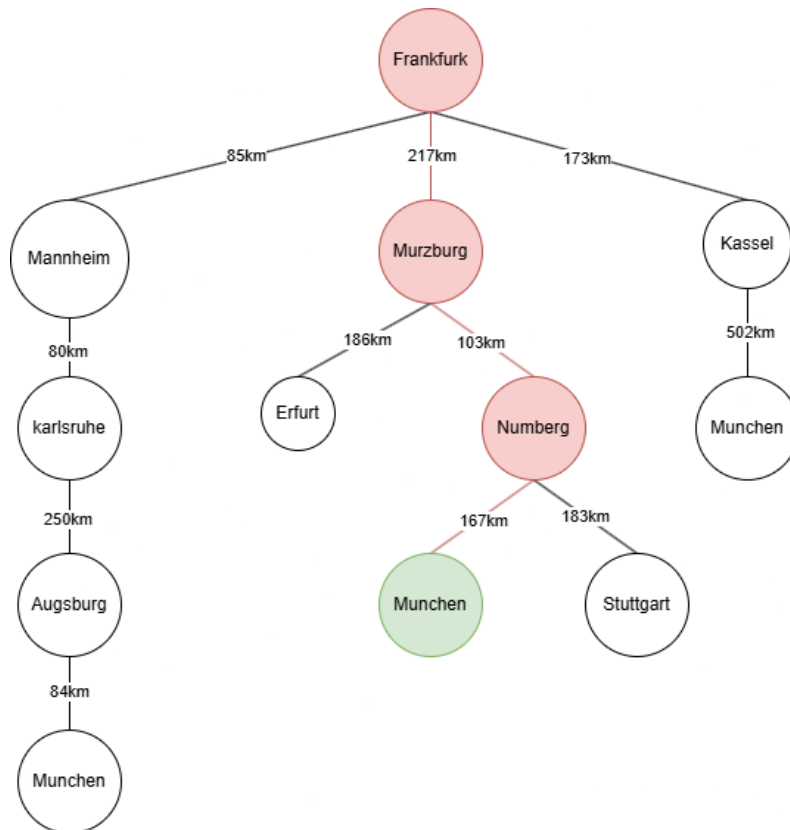 Frankfurk
85km
217km
173km
Mannheim
Murzburg
Kassel
80km
186km
103km
502km
karlsruhe
Erfurt
Numberg
Munchen
250km
167km
183km
Augsburg
Munchen
Stuttgart
84km
Munchen